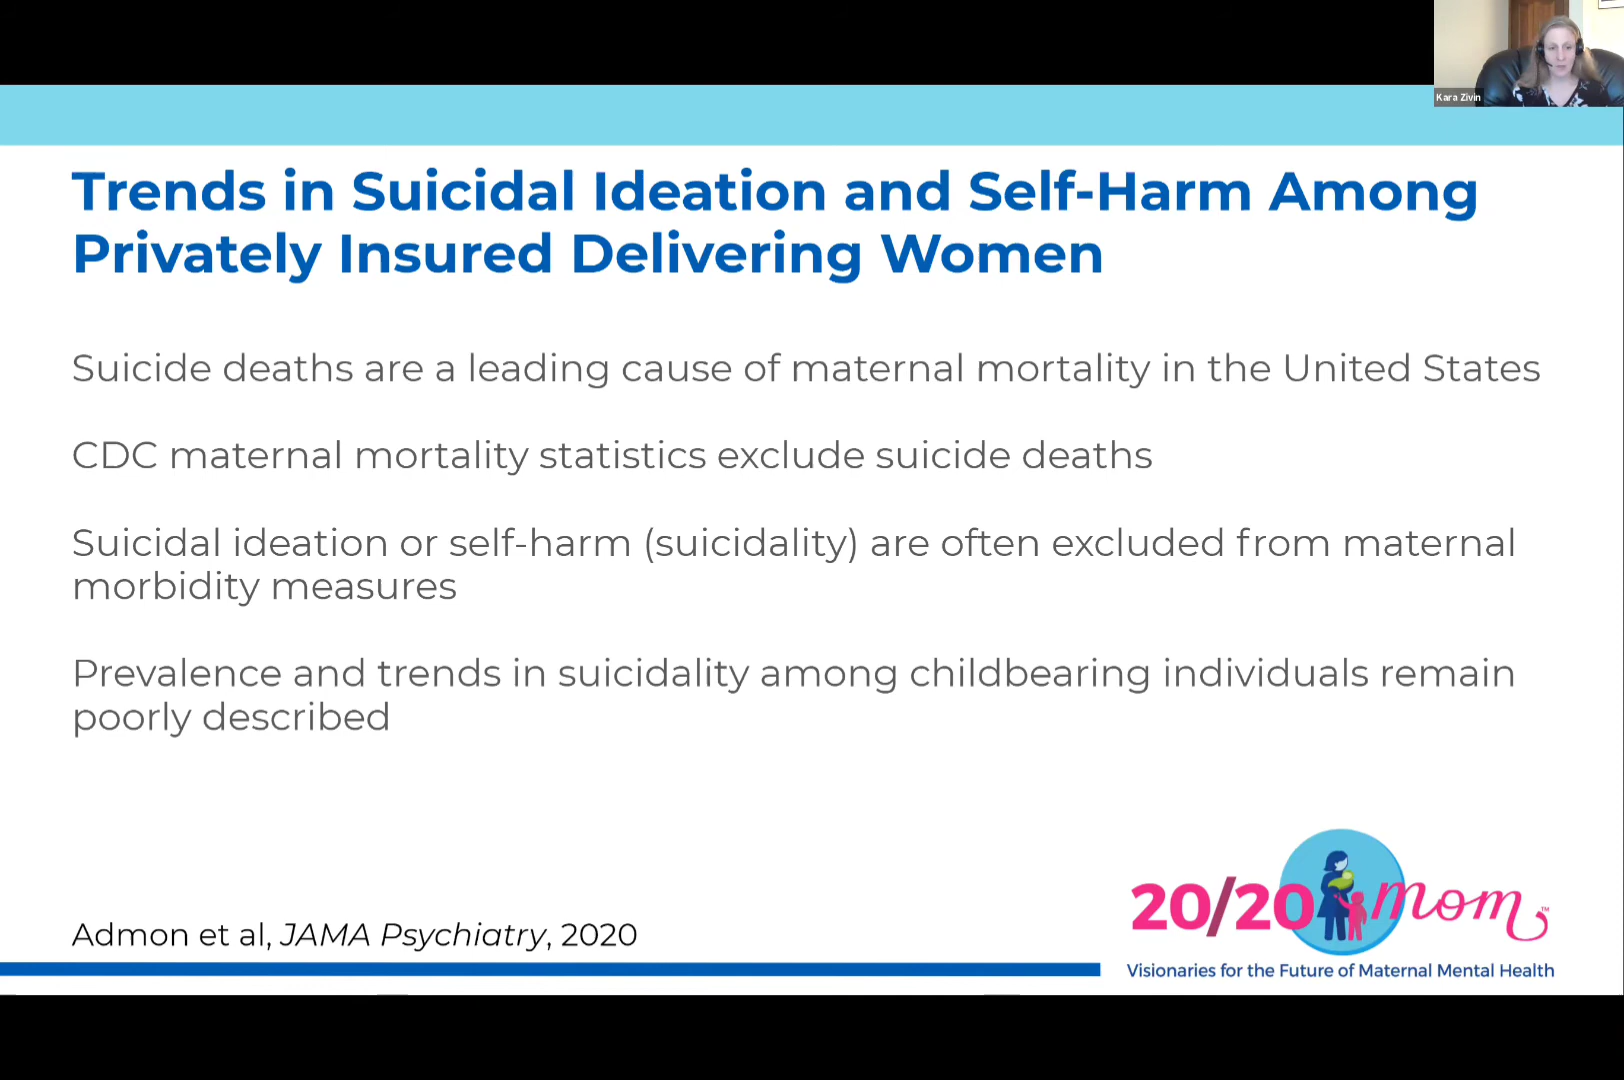 Kara Zivin
Trends in Suicidal Ideation and Self-Harm Among
Privately Insured Delivering Women
Suicide deaths are a leading cause of maternal mortality in the United States
CDC maternal mortality statistics exclude suicide deaths
Suicidal ideation or self-harm (suicidality) are often excluded from maternal
morbidity measures
Prevalence and trends in suicidality among childbearing individuals remain
poorly described
Admon et al, JAMA Psychiatry, 2020
20/20 mom™
Visionaries for the Future of Maternal Mental Health